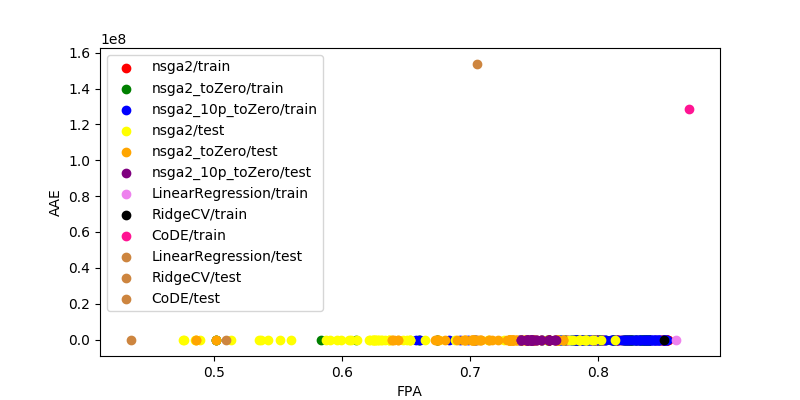 1e8
1.6
1.4
1.2
1.0
0.8
0.6
0.4
0.2
0.0
AAE
nsga2/train
nsga2_toZero/train
nsga2_10p_toZero/train
nsga2/test
nsga2_toZero/test
nsga2_10p_toZero/test
LinearRegression/train
RidgeCV/train
CoDE/train
LinearRegression/test
RidgeCV/test
CoDE/test
0.5 0.6 0.7 0.8
FPA